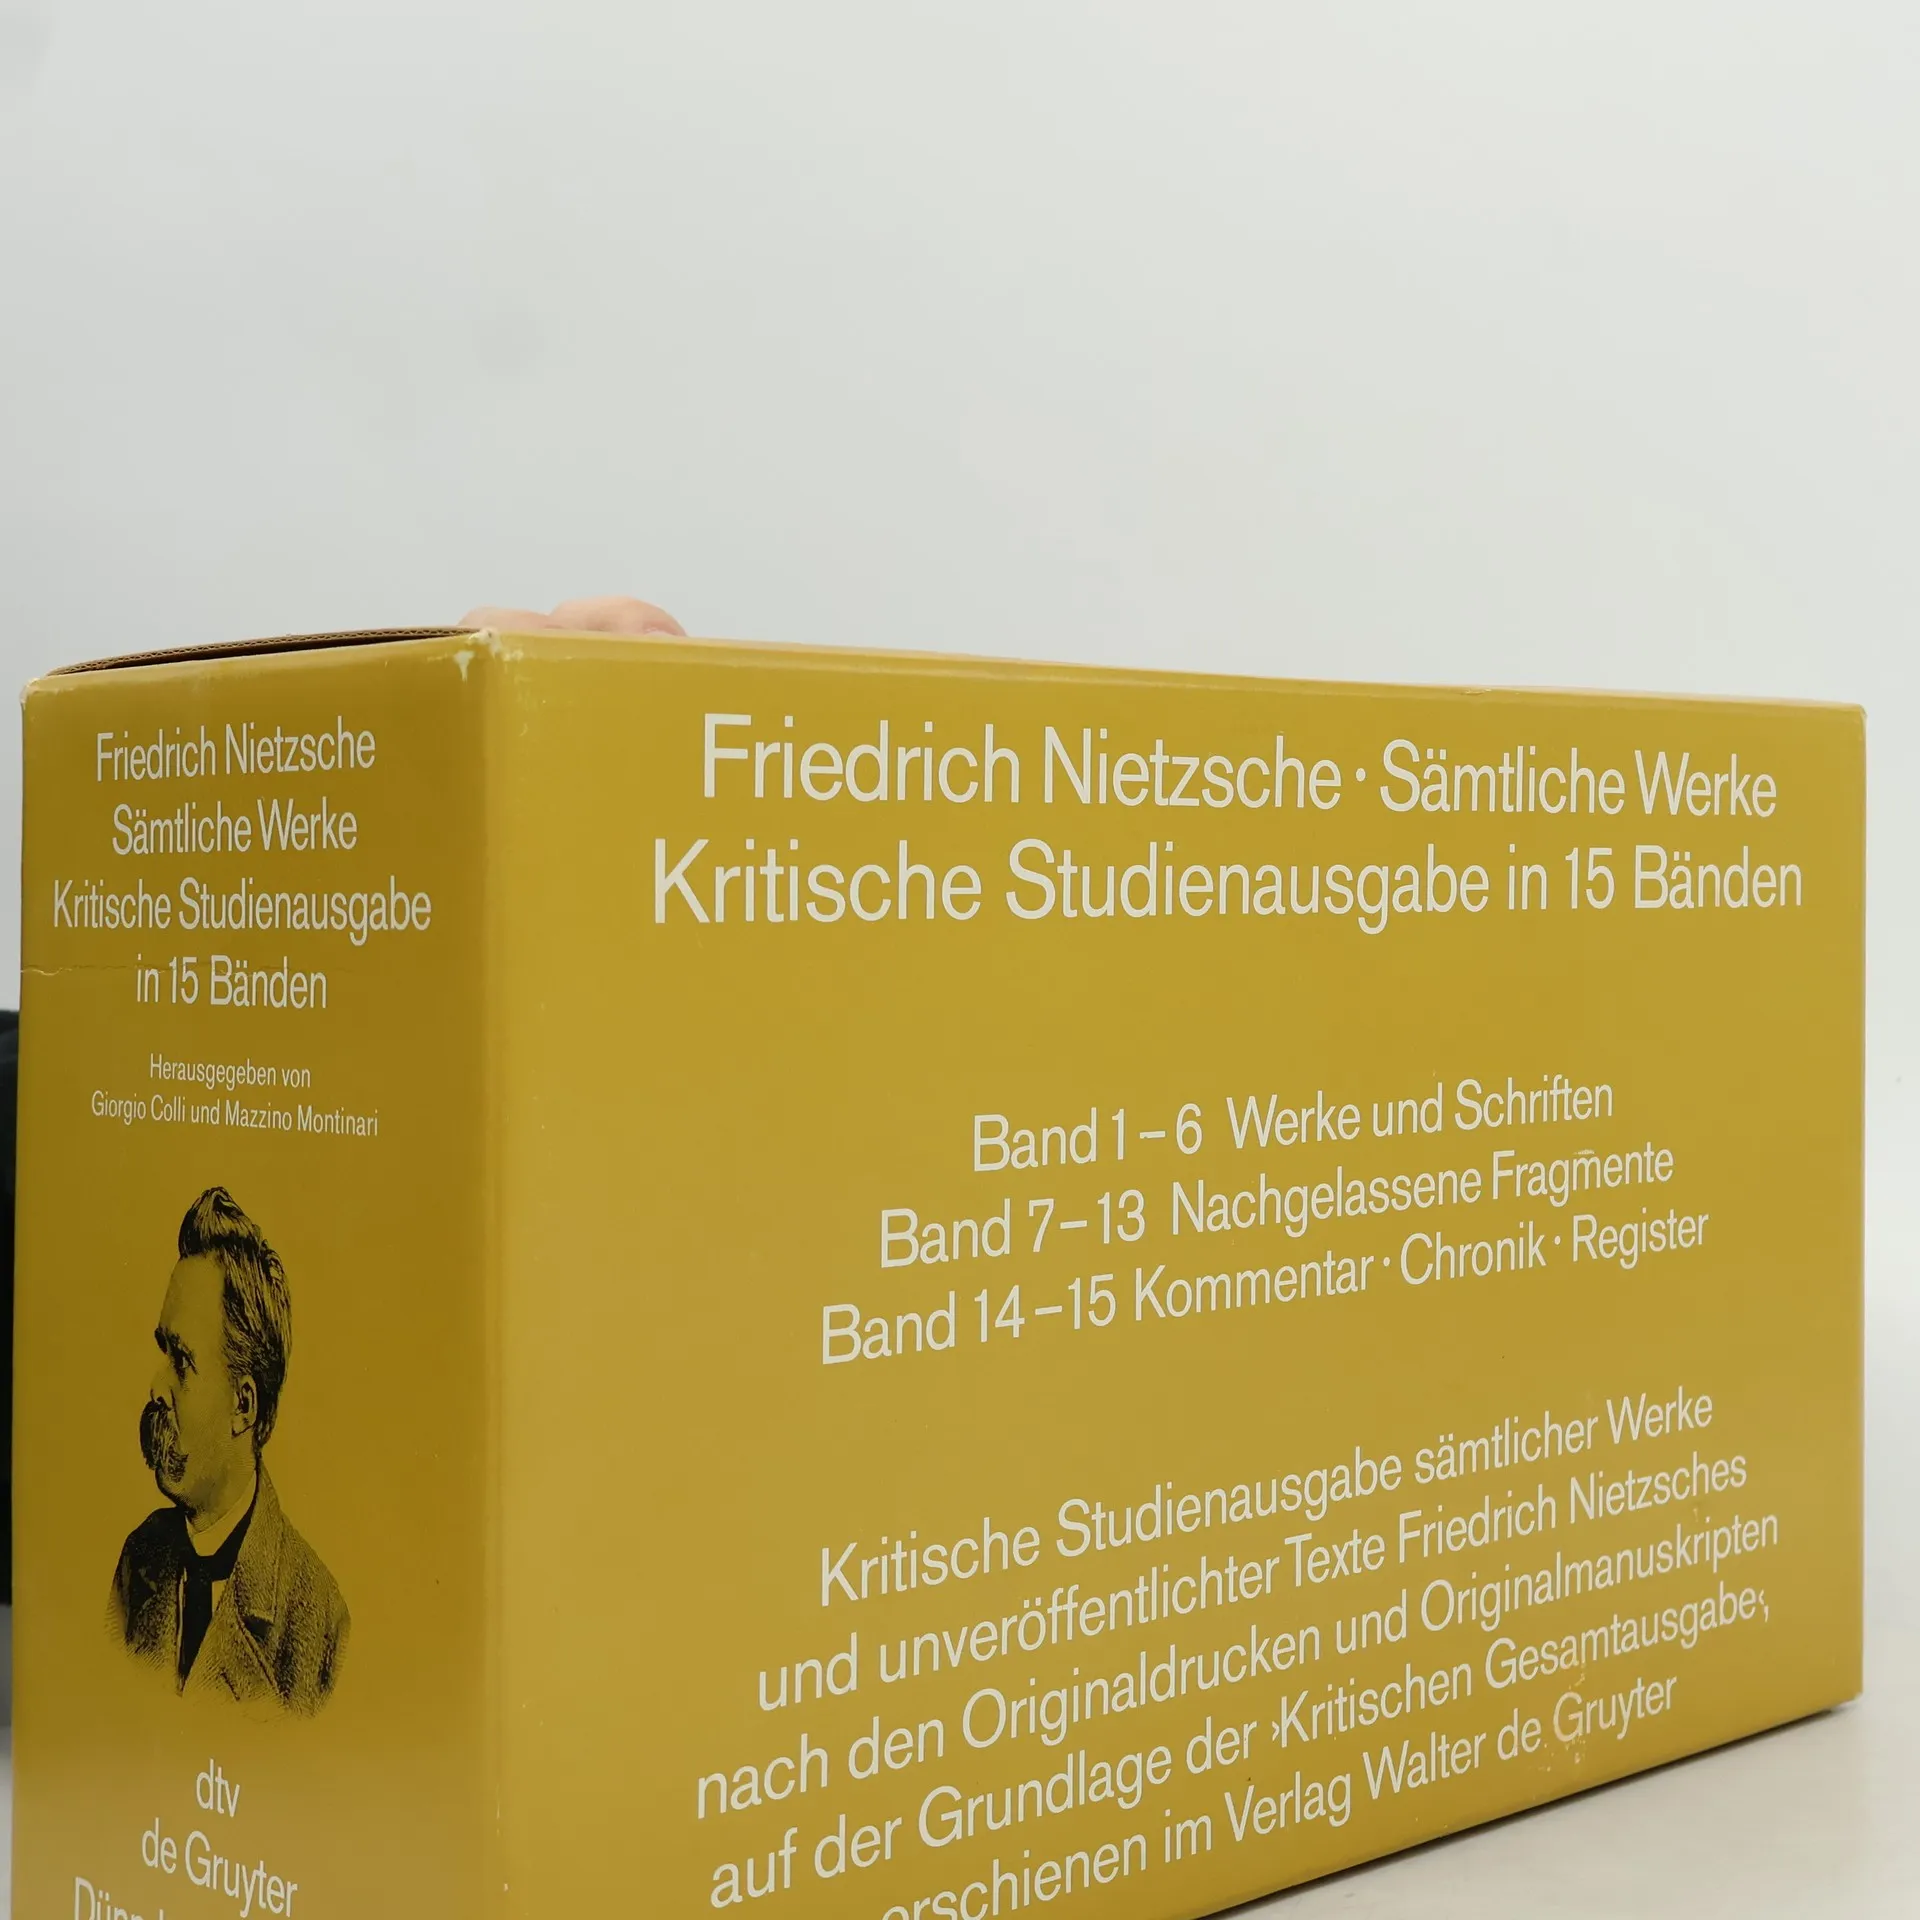 Friedrich Nietzsche
Sämtliche Werke
Kritische Studienausgabe
in 15 Bänden
Herausgegeben von
Giorgio Colli und Mazzino Montinari
dtv
de Gruyter
Friedrich Nietzsche · Sämtliche Werke
Kritische Studienausgabe in 15 Bänden
Band 1–6 Werke und Schriften
Band 7–13 Nachgelassene Fragmente
Band 14–15 Kommentar · Chronik · Register
Kritische Studienausgabe sämtlicher Werke
und unveröffentlichter Texte Friedrich Nietzsches
nach den Originaldrucken und Originalmanuskripten
auf der Grundlage der ›Kritischen Gesamtausgabe‹,
erschienen im Verlag Walter de Gruyter